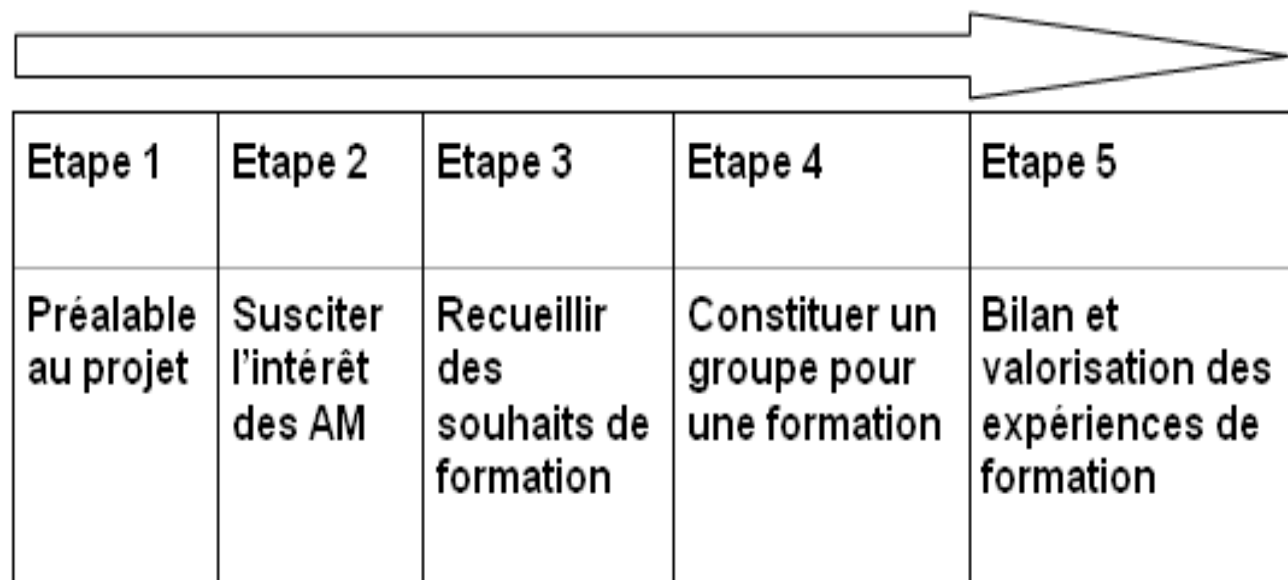 Etape 1
Etape 2
Etape 3
Etape 4
Etape 5
Préalable
au projet
Susciter
l'intérêt
des AM
Recueillir
des
souhaits de
formation
Constituer un
groupe pour
une formation
Bilan et
valorisation des
expériences de
formation